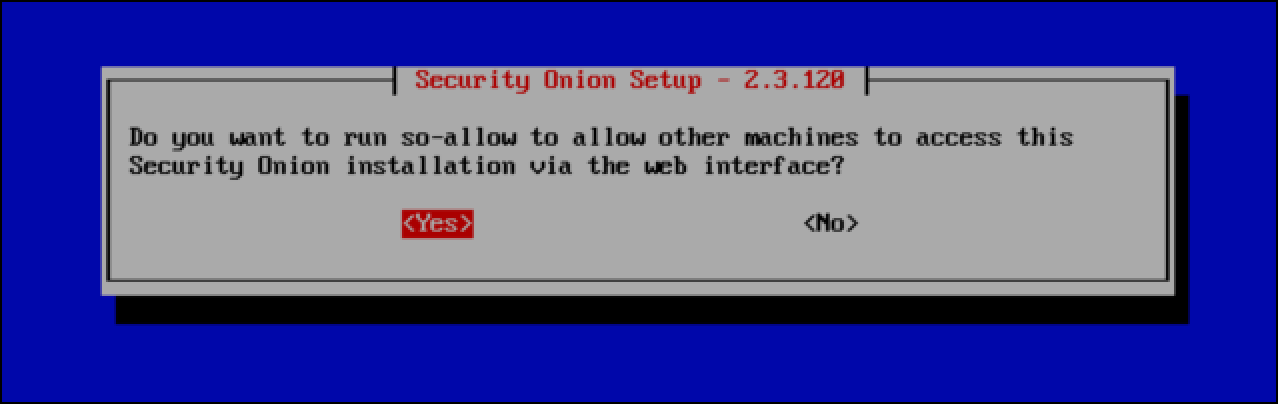 Security Onion Setup - 2.3.120
Do you want to run so-allow to allow other machines to access this
Security Onion installation via the web interface?
<Yes> <No>